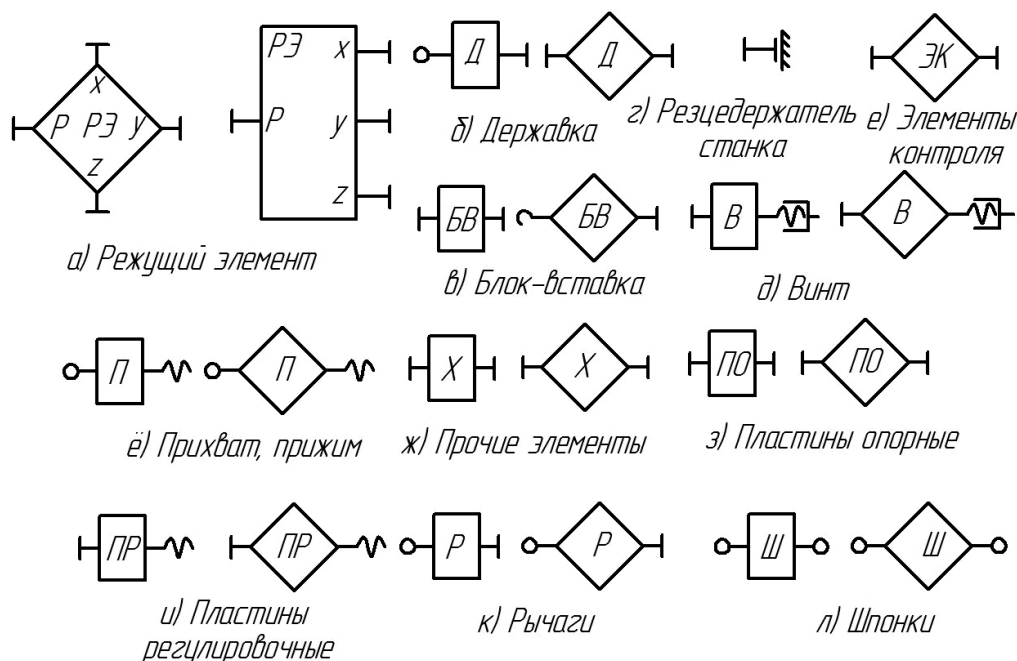 РЭ x
Д
Д
ЭК
x
P РЭ y
z
P
y
z
б) Державка
г) Резцедержатель
станка
е) Элементы
контроля
а) Режущий элемент
БВ
БВ
В
В
в) Блок-вставка
д) Винт
П
П
Х
Х
ПО
ПО
ё) Прихват, прижим
ж) Прочие элементы
з) Пластины опорные
ПР
ПР
Р
Р
Ш
Ш
и) Пластины
регулировочные
к) Рычаги
л) Шпонки